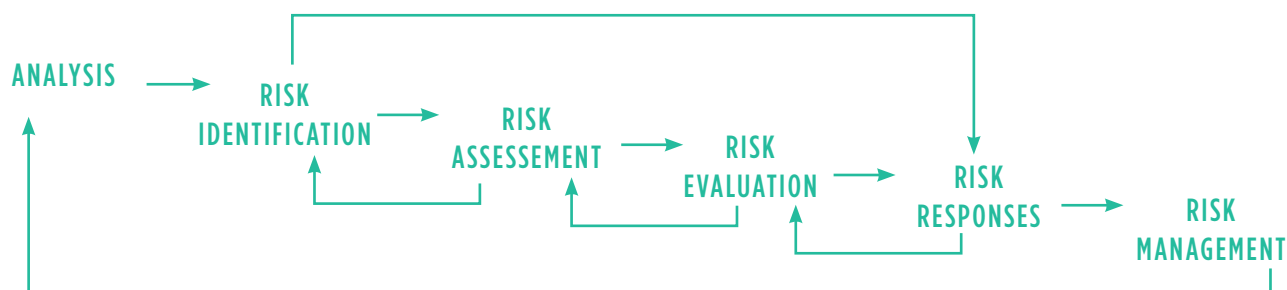 ANALYSIS
RISK
IDENTIFICATION
RISK
ASSESSEMENT
RISK
EVALUATION
RISK
RESPONSES
RISK
MANAGEMENT